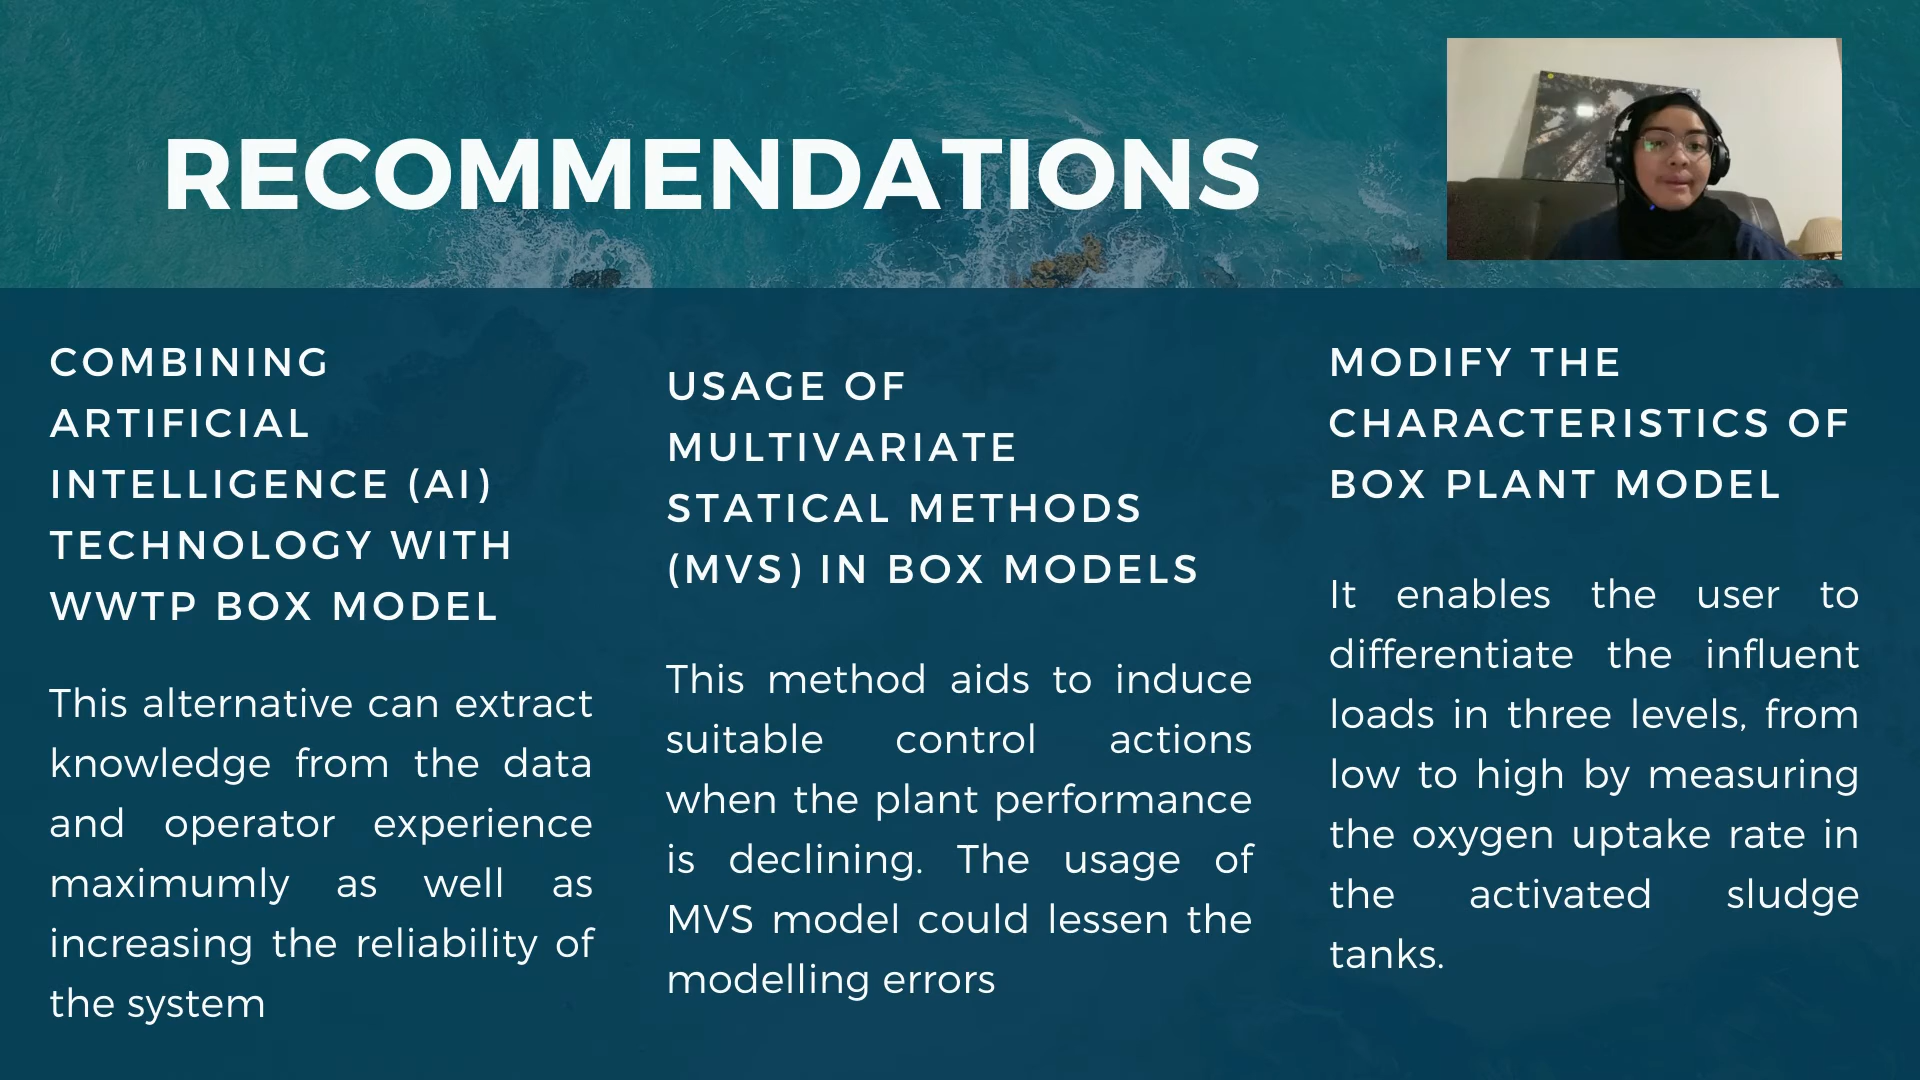 RECOMMENDATIONS
COMBINING
ARTIFICIAL
INTELLIGENCE (AI)
TECHNOLOGY WITH
WWTP BOX MODEL
This alternative can extract
knowledge from the data
and operator experience
maximumly as well as
increasing the reliability of
the system
USAGE OF
MULTIVARIATE
STATICAL METHODS
(MVS) IN BOX MODELS
This method aids to induce
suitable control actions
when the plant performance
is declining. The usage of
MVS model could lessen the
modelling errors
MODIFY THE
CHARACTERISTICS OF
BOX PLANT MODEL
It enables the user to
differentiate the influent
loads in three levels, from
low to high by measuring
the oxygen uptake rate in
the activated sludge
tanks.